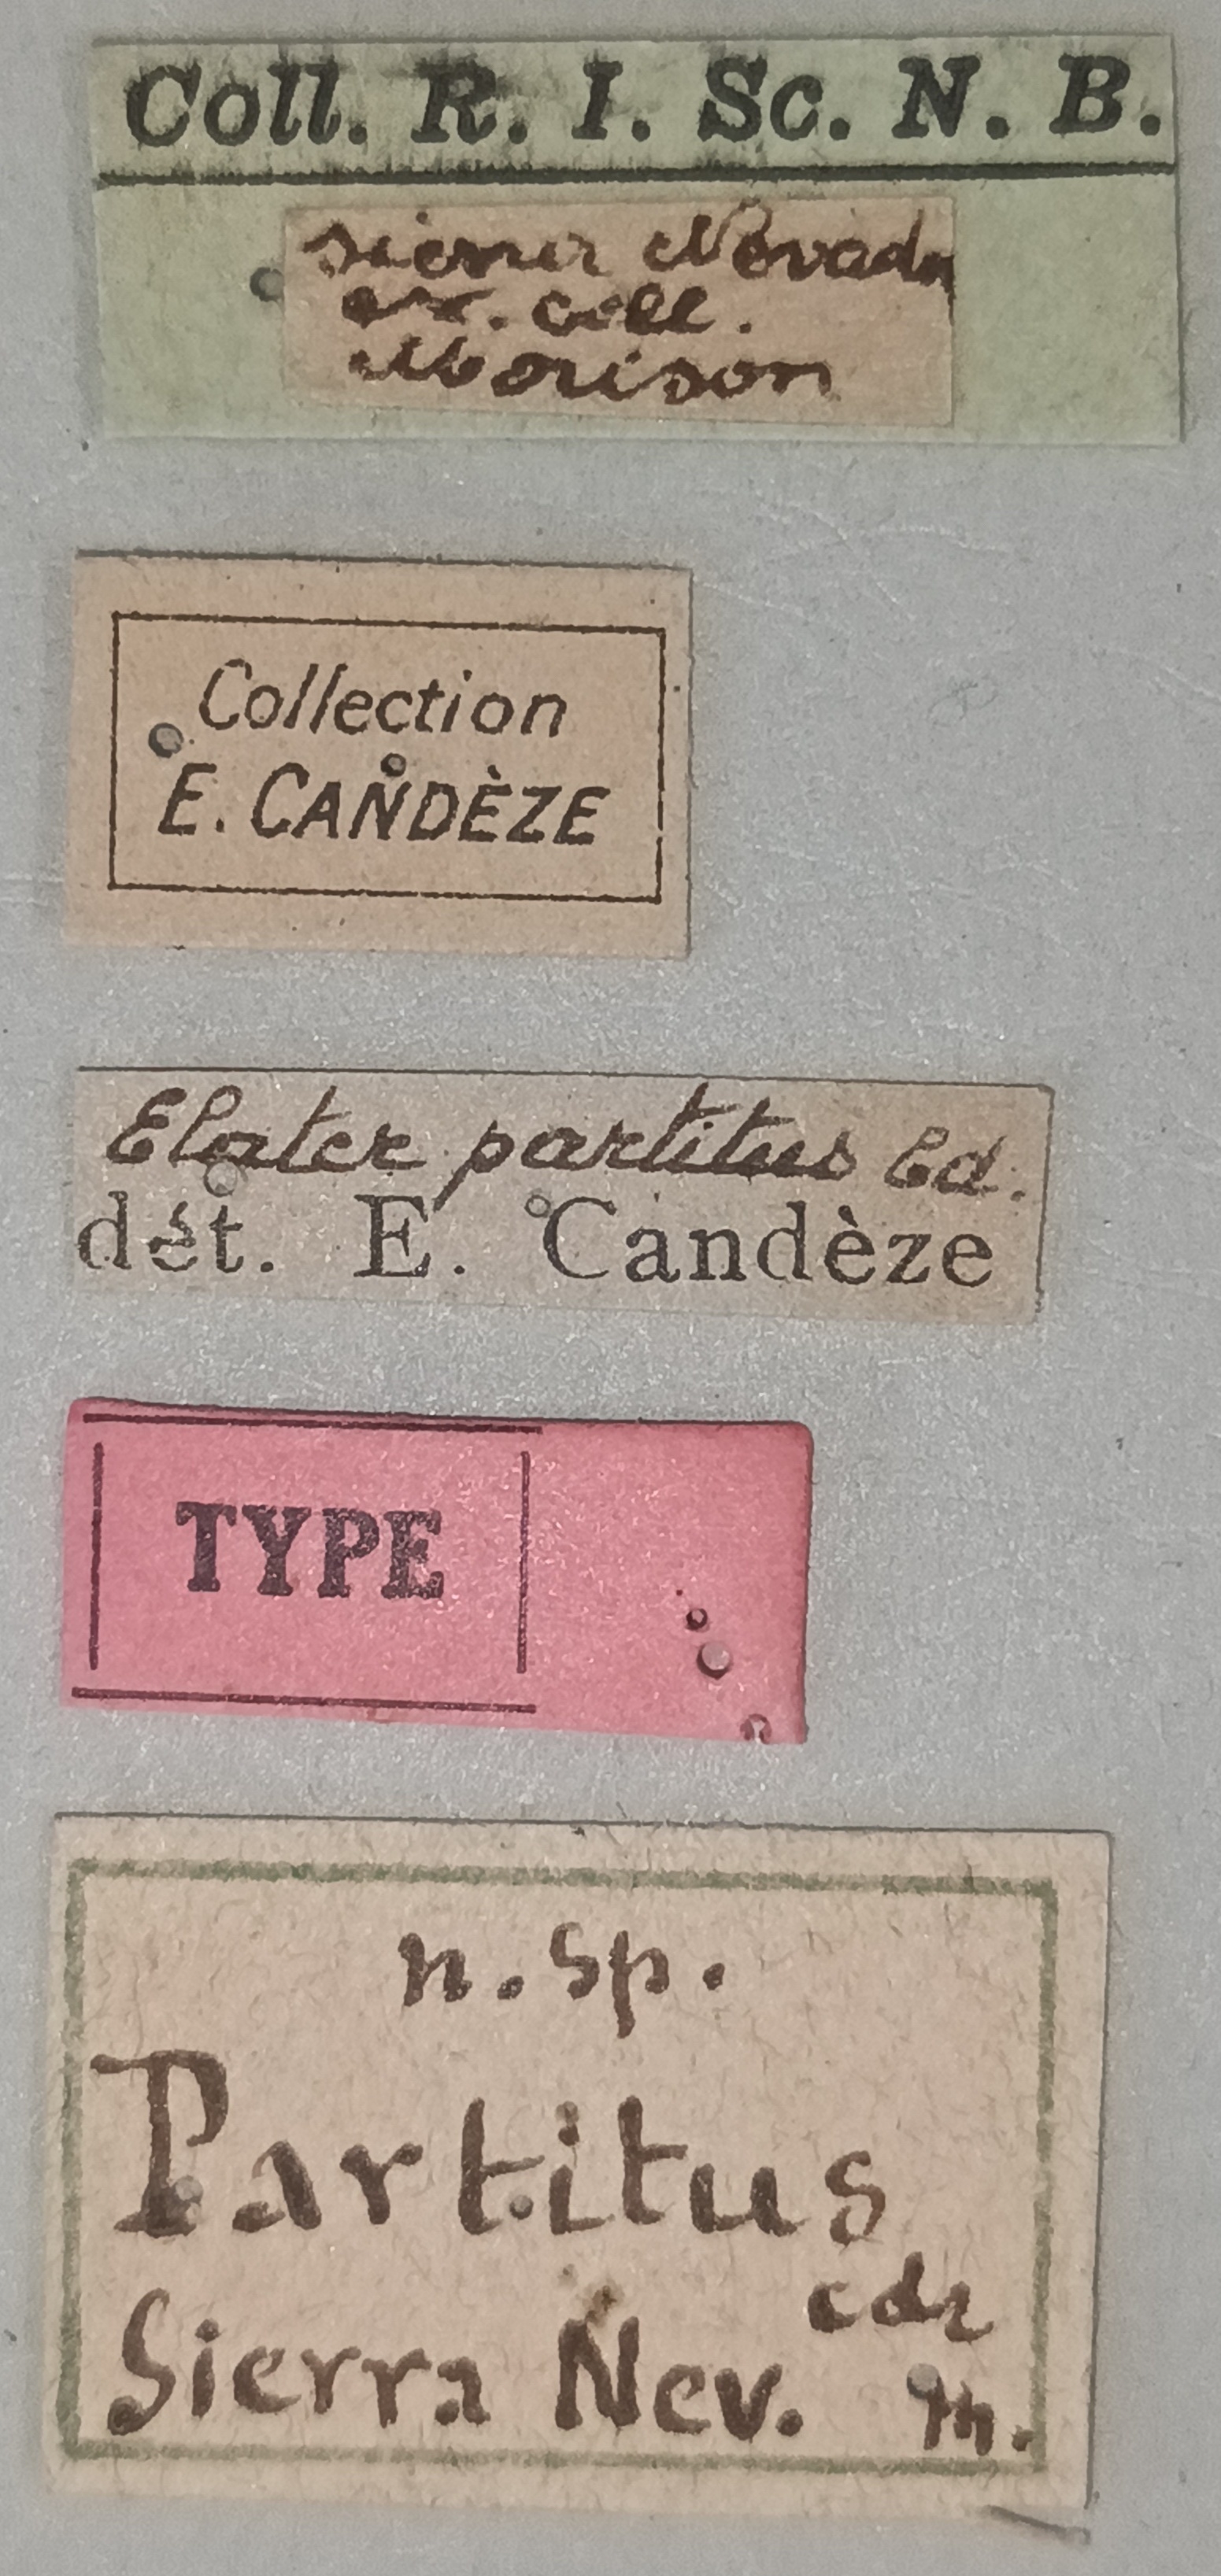 Coll. R. I. Sc. N. B.
sierra Nevada
ex. coll.
Morison
Collection
E. CANDÈZE
Elater partitus Cd.
dét. E. Candèze
TYPE
n. sp.
Partitus
cdz
Sierra Nev. m.